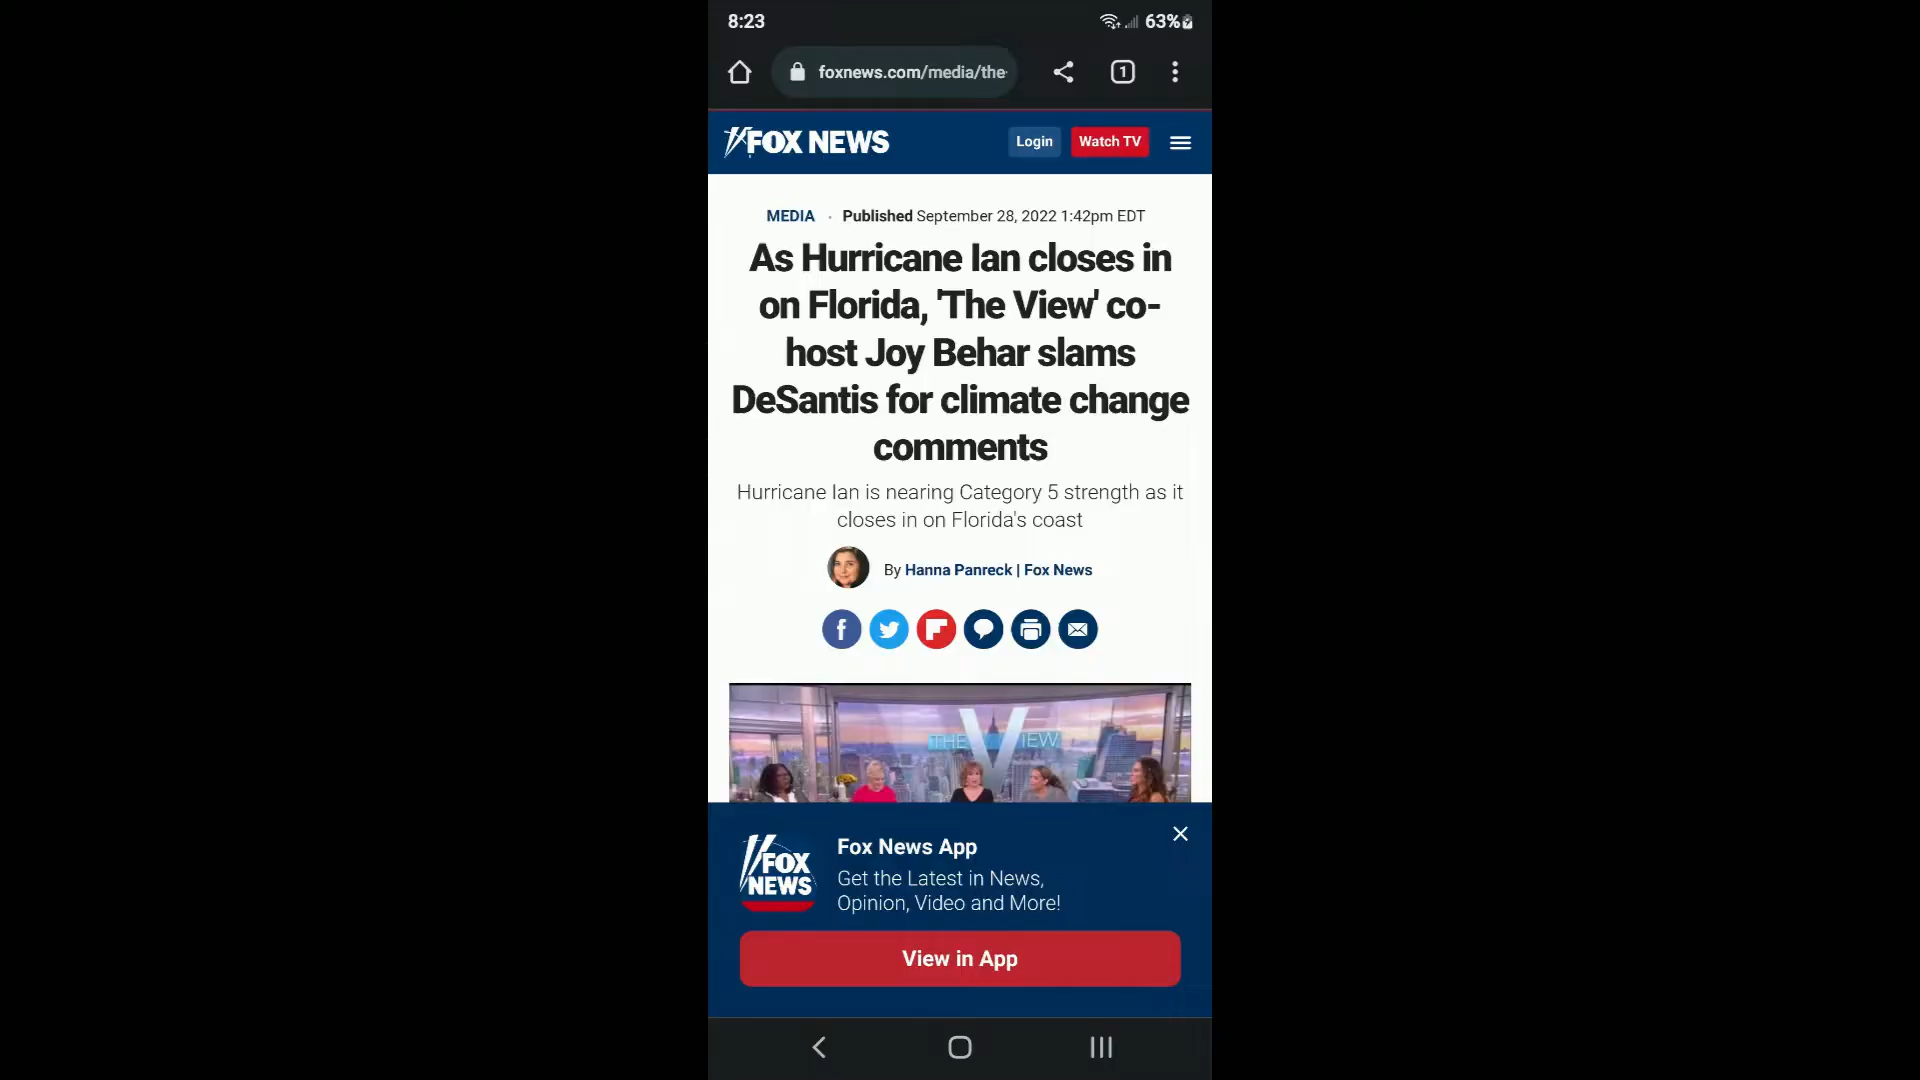 8:23
63%
foxnews.com/media/the
1
FOX NEWS
Login
Watch TV
MEDIA · Published September 28, 2022 1:42pm EDT
As Hurricane Ian closes in
on Florida, 'The View' co-
host Joy Behar slams
DeSantis for climate change
comments
Hurricane Ian is nearing Category 5 strength as it
closes in on Florida's coast
By Hanna Panreck | Fox News
THE VIEW
FOX
NEWS
Fox News App
Get the Latest in News,
Opinion, Video and More!
View in App